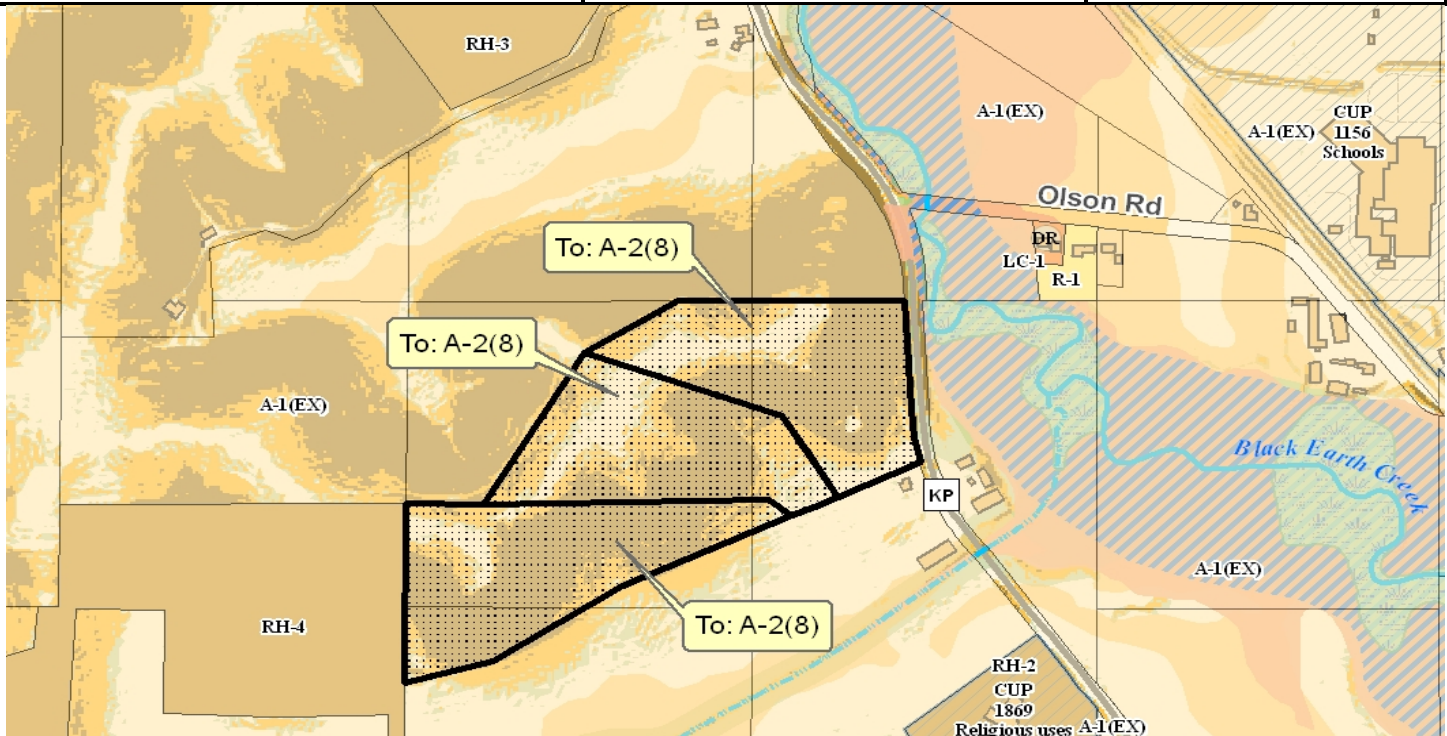 RH-3
A-1(EX)
CUP
1156
Schools
A-1(EX)
Olson Rd
DR
LC-1
R-1
To: A-2(8)
To: A-2(8)
A-1(EX)
Black Earth Creek
KP
A-1(EX)
To: A-2(8)
RH-4
RH-2
CUP
1869
Religious uses
A-1(EX)